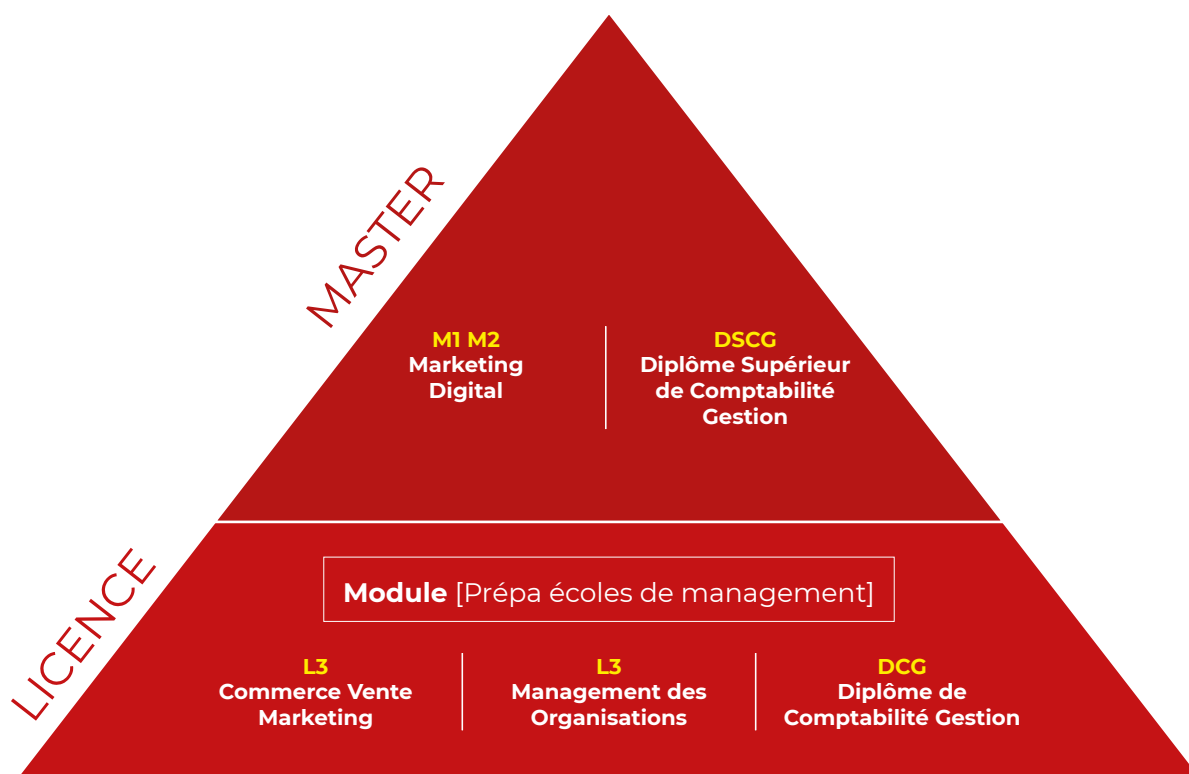 MASTER
M1 M2
Marketing
Digital
DSCG
Diplôme Supérieur
de Comptabilité
Gestion
LICENCE
Module [Prépa écoles de management]
L3
Commerce Vente
Marketing
L3
Management des
Organisations
DCG
Diplôme de
Comptabilité Gestion